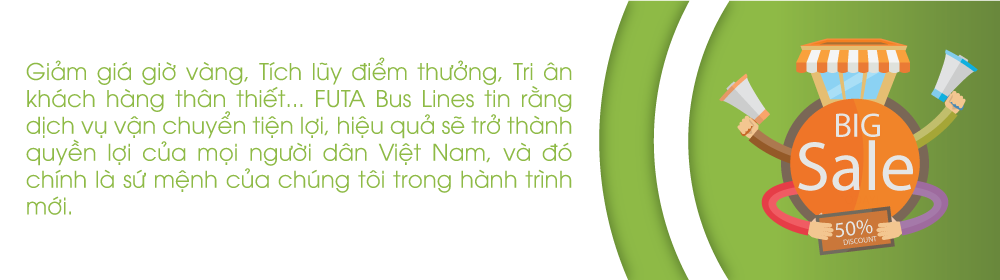 Giảm giá giờ vàng, Tích lũy điểm thưởng, Tri ân
khách hàng thân thiết... FUTA Bus Lines tin rằng
dịch vụ vận chuyển tiện lợi, hiệu quả sẽ trở thành
quyền lợi của mọi người dân Việt Nam, và đó
chính là sứ mệnh của chúng tôi trong hành trình
mới.
BIG
Sale
50%
DISCOUNT